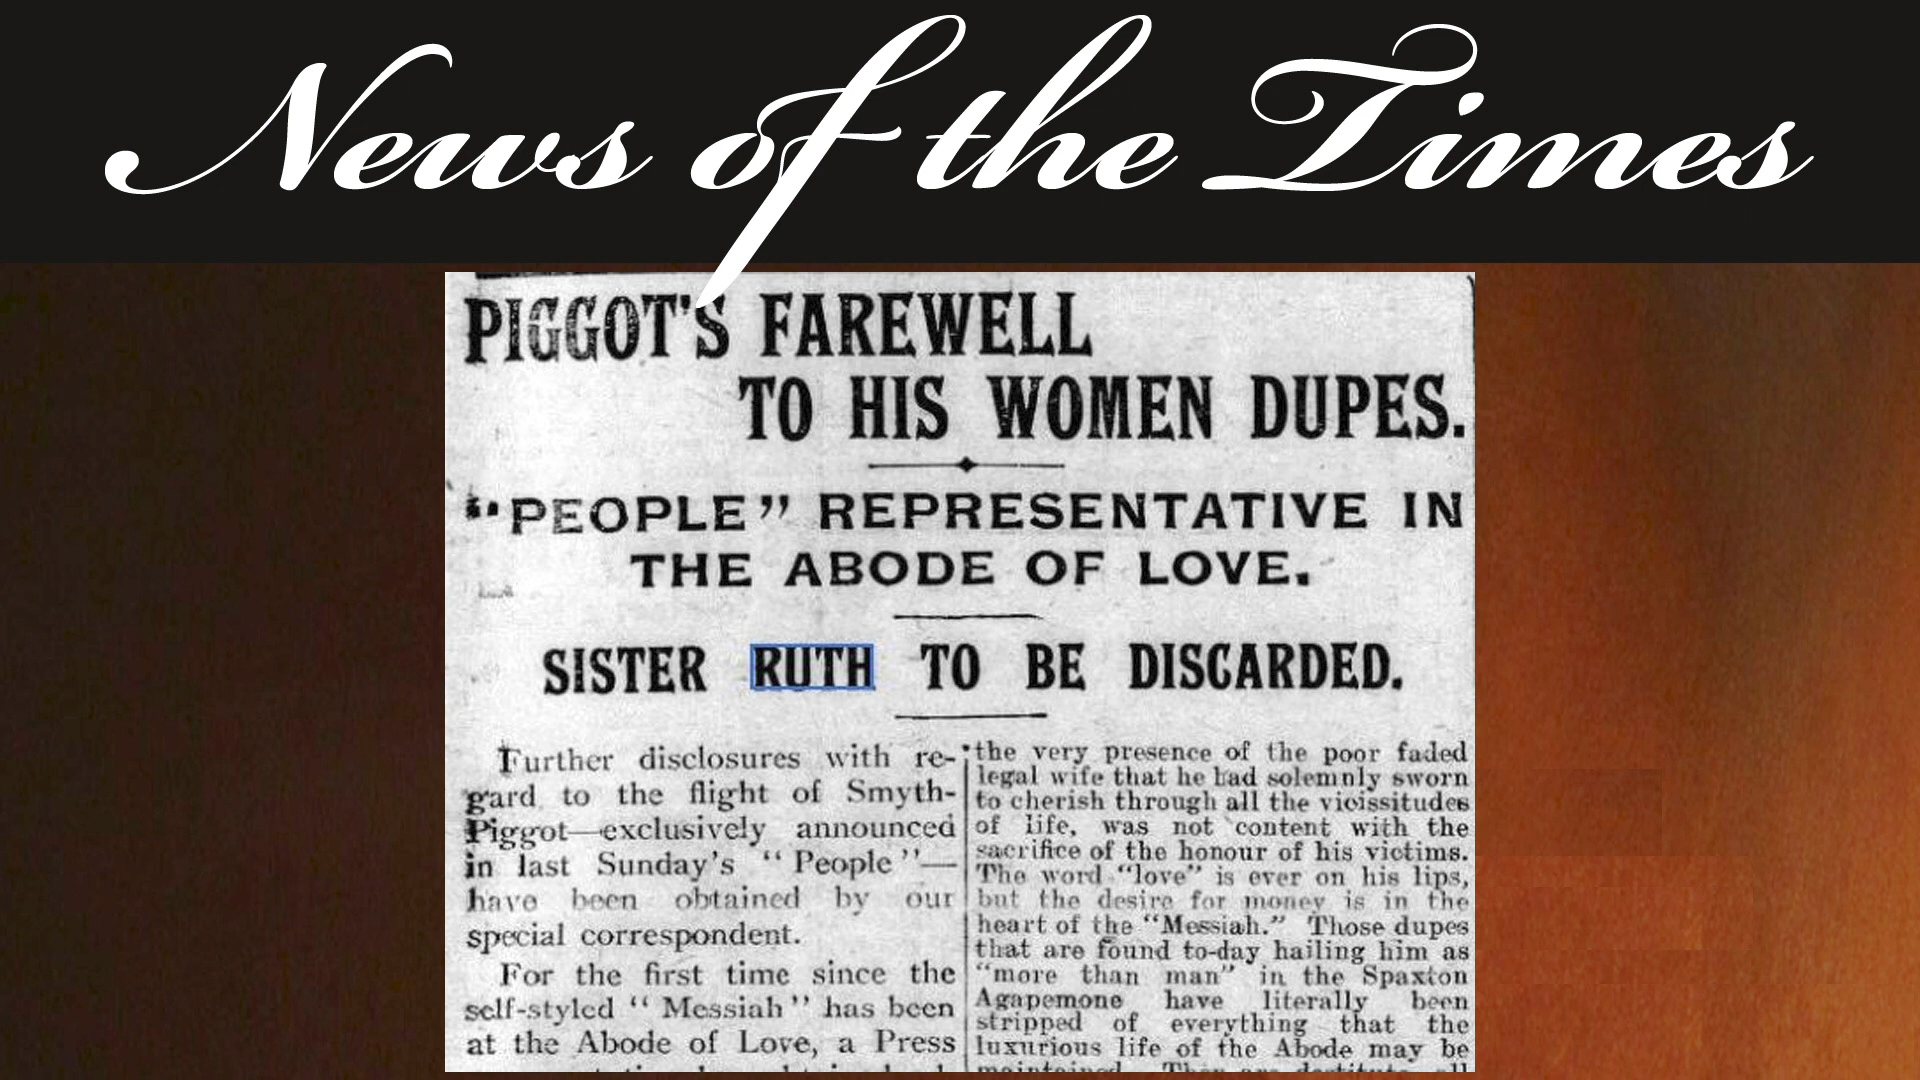 News of the Times
PIGGOT'S FAREWELL
TO HIS WOMEN DUPES.
"PEOPLE" REPRESENTATIVE IN
THE ABODE OF LOVE.
SISTER RUTH TO BE DISCARDED.
Further disclosures with re-
gard to the flight of Smyth-
Piggot—exclusively announced
in last Sunday's "People"—
have been obtained by our
special correspondent.
For the first time since the
self-styled "Messiah" has been
at the Abode of Love, a Press
the very presence of the poor faded
legal wife that he had solemnly sworn
to cherish through all the vicissitudes
of life, was not content with the
sacrifice of the honour of his victims.
The word "love" is ever on his lips,
but the desire for money is in the
heart of the "Messiah." Those dupes
that are found to-day hailing him as
"more than man" in the Spaxton
Agapemone have literally been
stripped of everything that the
luxurious life of the Abode may be